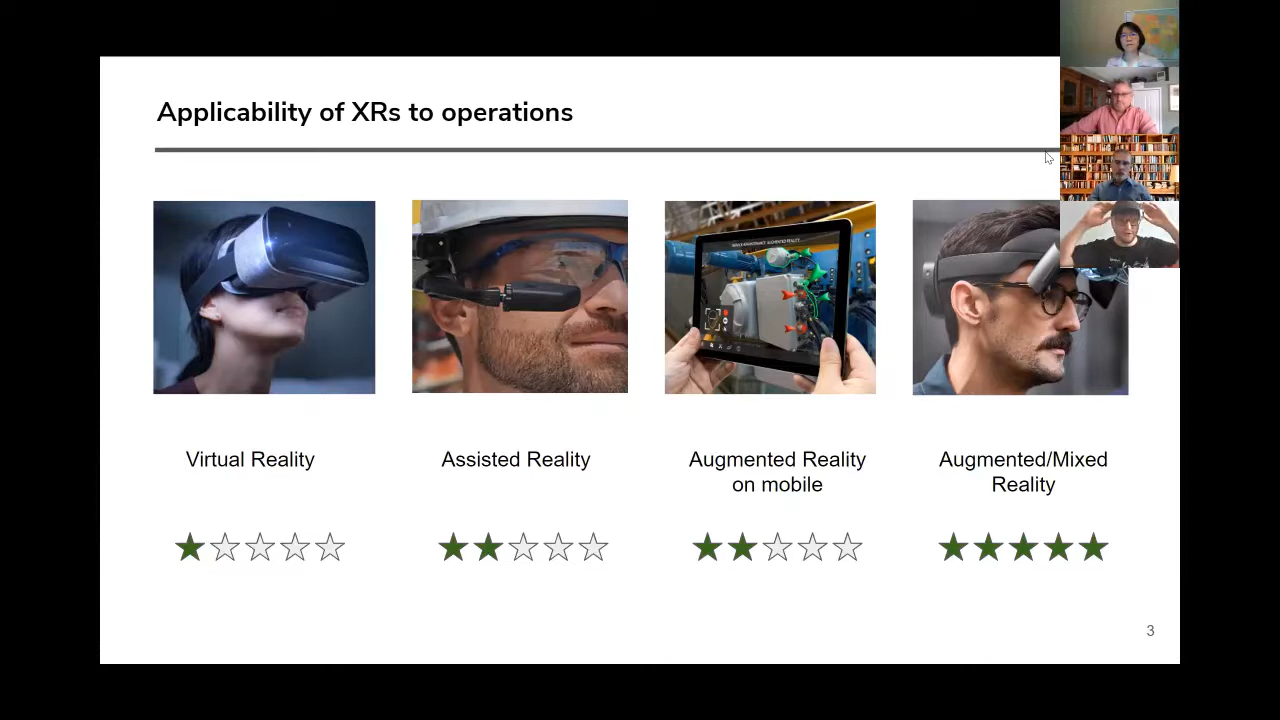 Applicability of XRs to operations
Virtual Reality
Assisted Reality
Augmented Reality
on mobile
Augmented/Mixed
Reality
3